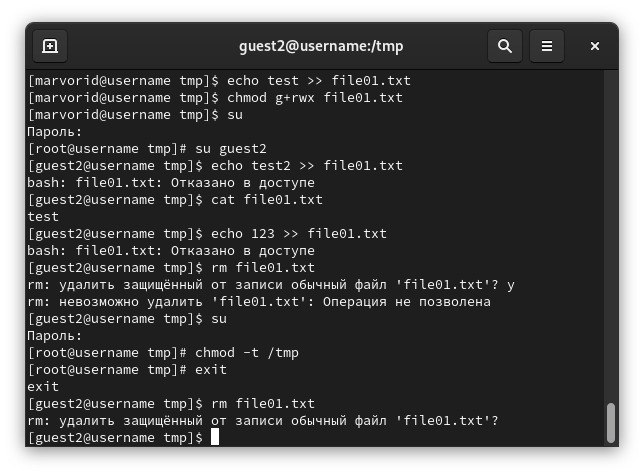 guest2@username:/tmp
[marvorid@username tmp]$ echo test >> file01.txt
[marvorid@username tmp]$ chmod g+rwx file01.txt
[marvorid@username tmp]$ su
Пароль:
[root@username tmp]# su guest2
[guest2@username tmp]$ echo test2 >> file01.txt
bash: file01.txt: Отказано в доступе
[guest2@username tmp]$ cat file01.txt
test
[guest2@username tmp]$ echo 123 >> file01.txt
bash: file01.txt: Отказано в доступе
[guest2@username tmp]$ rm file01.txt
rm: удалить защищённый от записи обычный файл 'file01.txt'? y
rm: невозможно удалить 'file01.txt': Операция не позволена
[guest2@username tmp]$ su
Пароль:
[root@username tmp]# chmod -t /tmp
[root@username tmp]# exit
exit
[guest2@username tmp]$ rm file01.txt
rm: удалить защищённый от записи обычный файл 'file01.txt'?
[guest2@username tmp]$